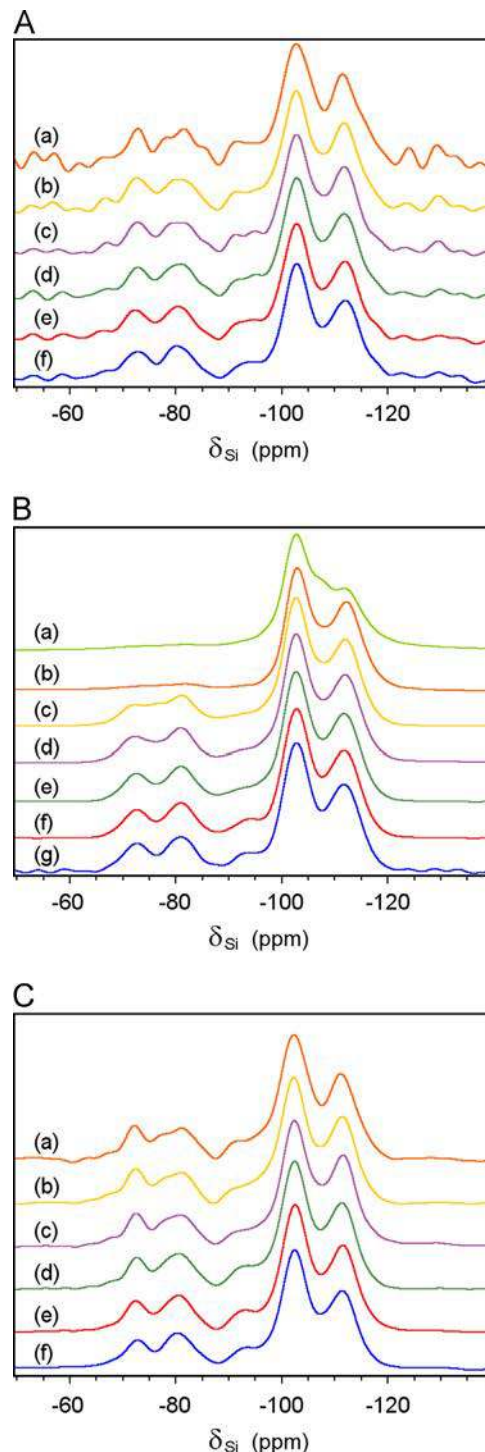 A
(a)
(b)
(c)
(d)
(e)
(f)
-60 -80 -100 -120
δSi (ppm)
B
(a)
(b)
(c)
(d)
(e)
(f)
(g)
-60 -80 -100 -120
δSi (ppm)
C
(a)
(b)
(c)
(d)
(e)
(f)
-60 -80 -100 -120
δSi (ppm)